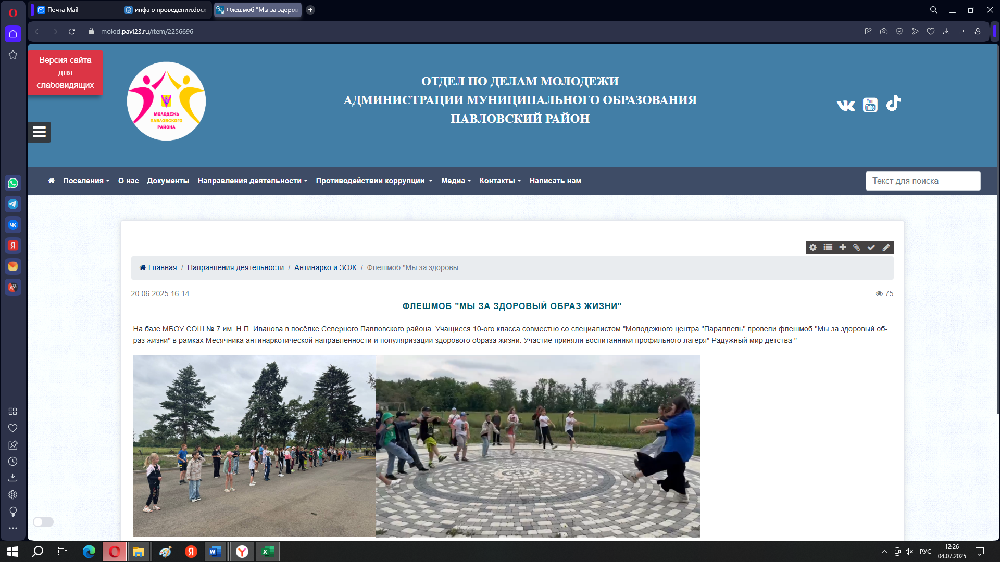 Почта Mail
инфа о проведении.docx
Флешмоб "Мы за здоров
molod.pavl23.ru/item/2256696
Версия сайта
для
слабовидящих
МОЛОДЕЖЬ
ПАВЛОВСКОГО
РАЙОНА
ОТДЕЛ ПО ДЕЛАМ МОЛОДЕЖИ
АДМИНИСТРАЦИИ МУНИЦИПАЛЬНОГО ОБРАЗОВАНИЯ
ПАВЛОВСКИЙ РАЙОН
You
Tube
Поселения О нас Документы Направления деятельности Противодействии коррупции Медиа Контакты Написать нам
Текст для поиска
Главная / Направления деятельности / Антинарко и ЗОЖ / Флешмоб "Мы за здоровы...
20.06.2025 16:14
75
ФЛЕШМОБ "МЫ ЗА ЗДОРОВЫЙ ОБРАЗ ЖИЗНИ"
На базе МБОУ СОШ № 7 им. Н.П. Иванова в посёлке Северного Павловского района. Учащиеся 10-ого класса совместно со специалистом "Молодежного центра "Параллель" провели флешмоб "Мы за здоровый об-
раз жизни" в рамках Месячника антинаркотической направленности и популяризации здорового образа жизни. Участие приняли воспитанники профильного лагеря" Радужный мир детства "
РУС
12:26
04.07.2025